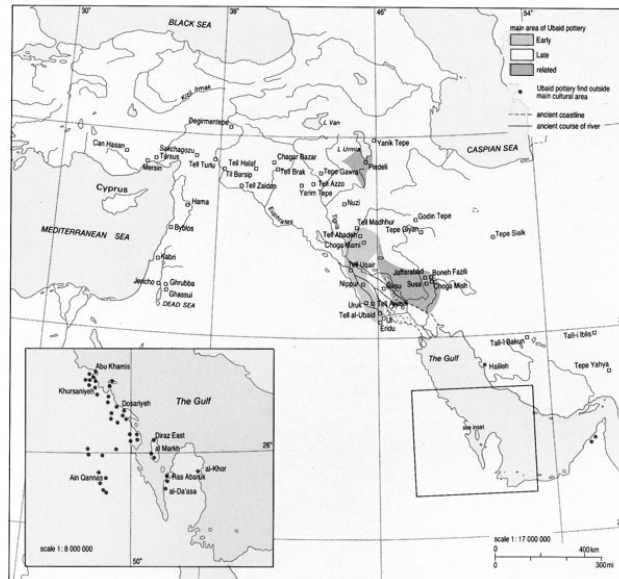 30°
38°
46°
54°
BLACK SEA
main area of Ubaid pottery
Early
Late
related
Ubaid pottery find outside
main cultural area
ancient coastline
ancient course of river
Kizil Irmak
L Van
Degirmentepe
CASPIAN SEA
L Urmia
Yanik Tepe
Can Hasan
Sakchagozu
Tarsus
Mersin
Tell Turlu
Tell Halaf
Chagar Bazar
Pisdeli
Til Barsip
Tell Brak
Tepe Gawra
Tell Zaidan
Tell Azzo
Yarim Tepe
Cyprus
Hama
Nuzi
Euphrates
Tigris
Godin Tepe
MEDITERRANEAN SEA
Byblos
Tell Madhhur
Tell Abadeh
Tepe Giyan
Tepe Sialk
Choga Mami
Kabri
Tell Uqair
Jaffarabad
Boneh Fazili
Jericho
Ghrubba
Nippur
Susa
Choga Mish
Ghassul
Uruk
DEAD SEA
Tell al-Ubaid
Ur
Eridu
Tall-i Iblis
The Gulf
Tall-i Bakun
Halileh
Tepe Yahya
see inset
Abu Khamis
Khursaniyeh
Dosariyeh
The Gulf
Diraz East
al Markh
26°
al-Khor
Ain Qannas
Ras Abaruk
al-Da'asa
scale 1: 8 000 000
50°
scale 1: 17 000 000
0
400km
0
300mi